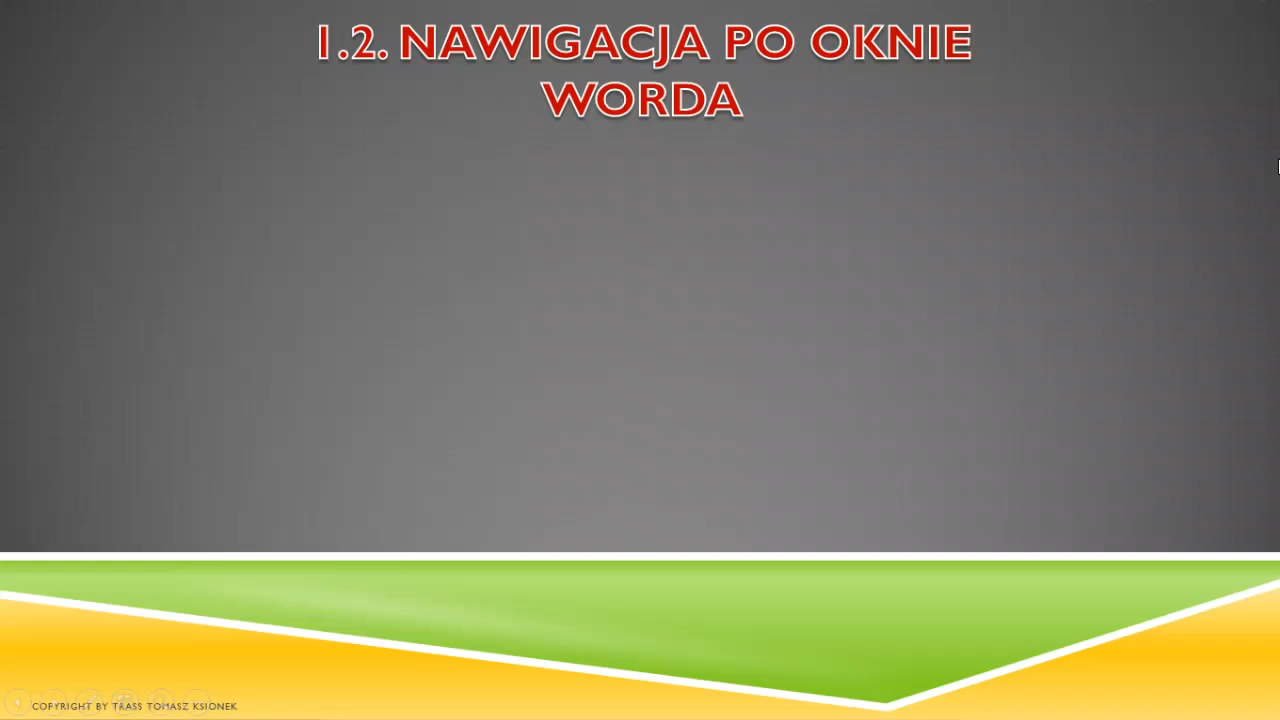 1.2. NAWIGACJA PO OKNIE
WORDA
COPYRIGHT BY TRASS TOMASZ KSIONEK